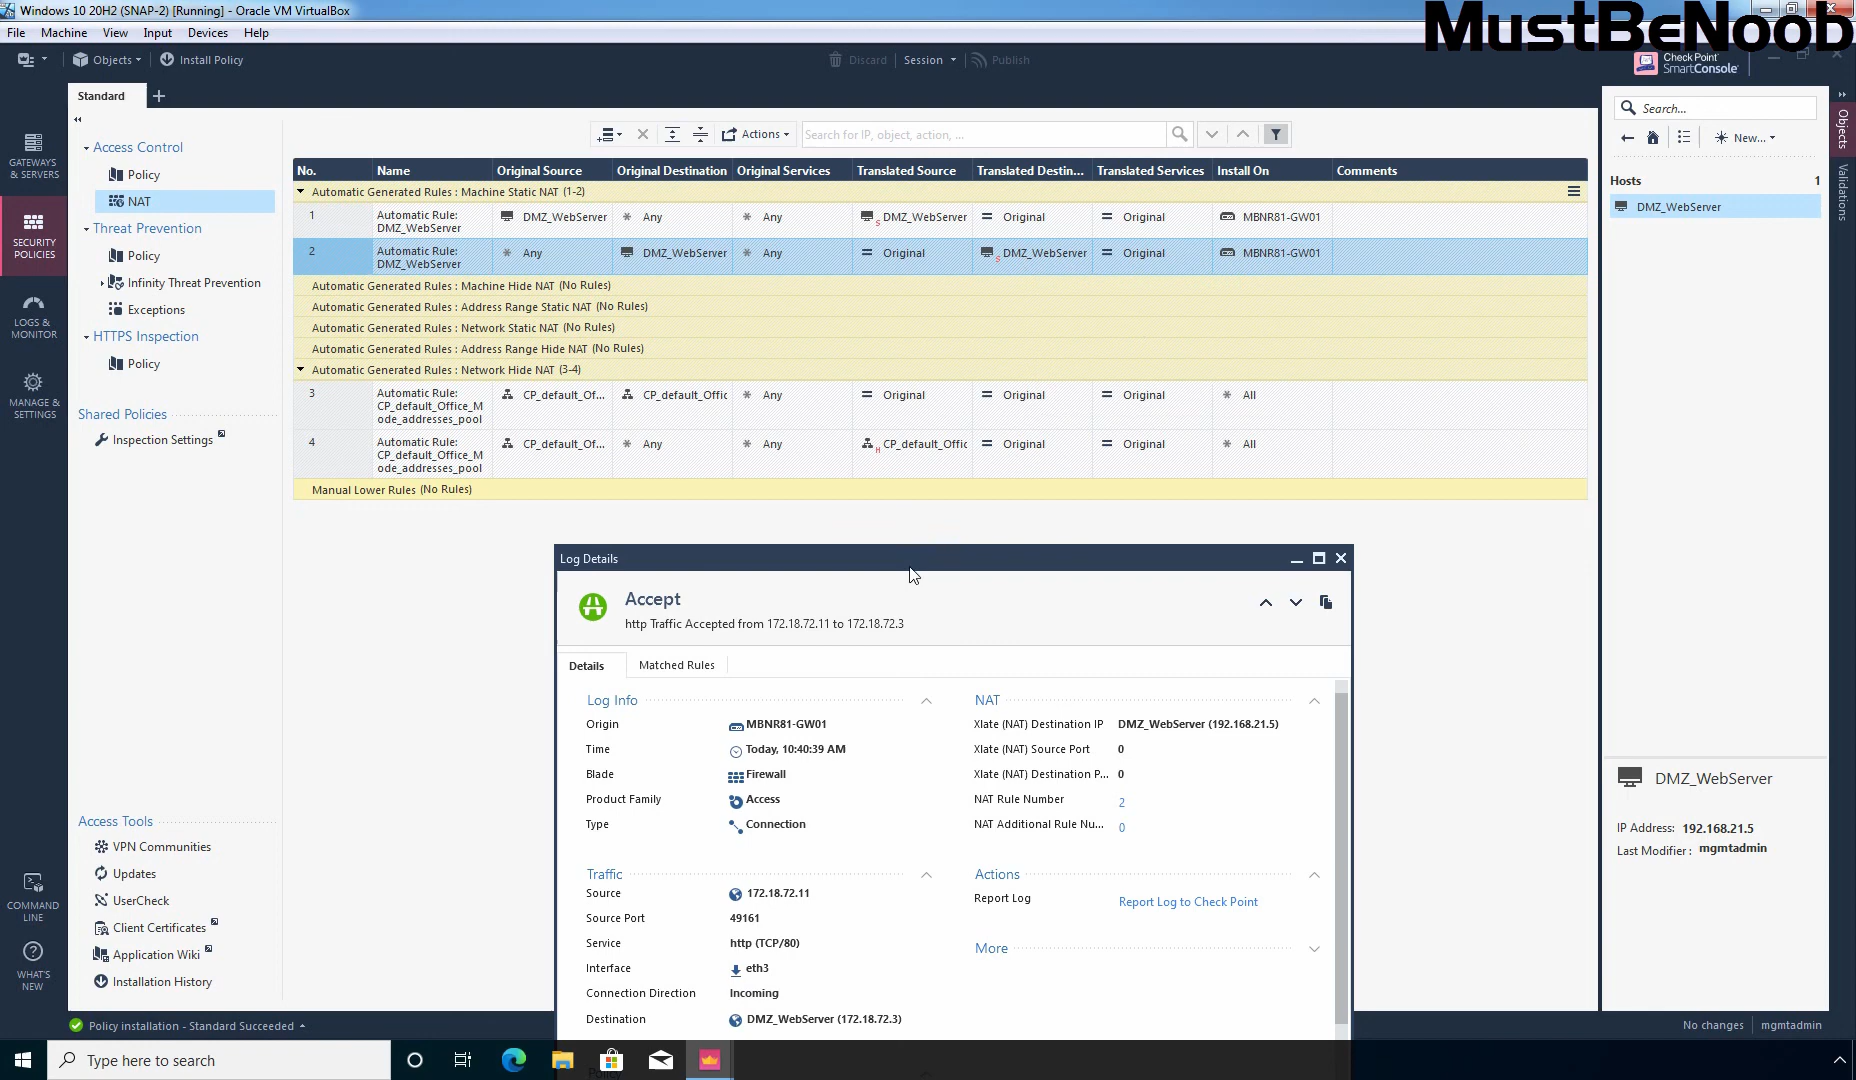 Windows 10 20H2 (SNAP-2) [Running] - Oracle VM VirtualBox
MustBeNoob
File Machine View Input Devices Help
Objects Install Policy Discard Session Publish
Check Point
SmartConsole
Standard
Search...
New...
Objects
Validations
GATEWAYS
& SERVERS
SECURITY
POLICIES
LOGS &
MONITOR
MANAGE &
SETTINGS
COMMAND
LINE
WHAT'S
NEW
Access Control
Policy
NAT
Threat Prevention
Policy
Infinity Threat Prevention
Exceptions
HTTPS Inspection
Policy
Shared Policies
Inspection Settings
Access Tools
VPN Communities
Updates
UserCheck
Client Certificates
Application Wiki
Installation History
Actions Search for IP, object, action, ...
No. Name Original Source Original Destination Original Services Translated Source Translated Destin... Translated Services Install On Comments
Automatic Generated Rules : Machine Static NAT (1-2)
1 Automatic Rule: DMZ_WebServer Any Any DMZ_WebServer Original Original MBNR81-GW01
DMZ_WebServer
2 Automatic Rule: Any DMZ_WebServer Any Original DMZ_WebServer Original MBNR81-GW01
DMZ_WebServer
Automatic Generated Rules : Machine Hide NAT (No Rules)
Automatic Generated Rules : Address Range Static NAT (No Rules)
Automatic Generated Rules : Network Static NAT (No Rules)
Automatic Generated Rules : Address Range Hide NAT (No Rules)
Automatic Generated Rules : Network Hide NAT (3-4)
3 Automatic Rule: CP_default_Of... CP_default_Offic Any Original Original Original All
CP_default_Office_M
ode_addresses_pool
4 Automatic Rule: CP_default_Of... Any Any CP_default_Offic Original Original All
CP_default_Office_M
ode_addresses_pool
Manual Lower Rules (No Rules)
Log Details
Accept
http Traffic Accepted from 172.18.72.11 to 172.18.72.3
Details Matched Rules
Log Info
Origin MBNR81-GW01
Time Today, 10:40:39 AM
Blade Firewall
Product Family Access
Type Connection
Traffic
Source 172.18.72.11
Source Port 49161
Service http (TCP/80)
Interface eth3
Connection Direction Incoming
Destination DMZ_WebServer (172.18.72.3)
NAT
Xlate (NAT) Destination IP DMZ_WebServer (192.168.21.5)
Xlate (NAT) Source Port 0
Xlate (NAT) Destination P... 0
NAT Rule Number 2
NAT Additional Rule Nu... 0
Actions
Report Log Report Log to Check Point
More
Hosts 1
DMZ_WebServer
DMZ_WebServer
IP Address: 192.168.21.5
Last Modifier : mgmtadmin
Policy installation - Standard Succeeded
No changes mgmtadmin
Type here to search